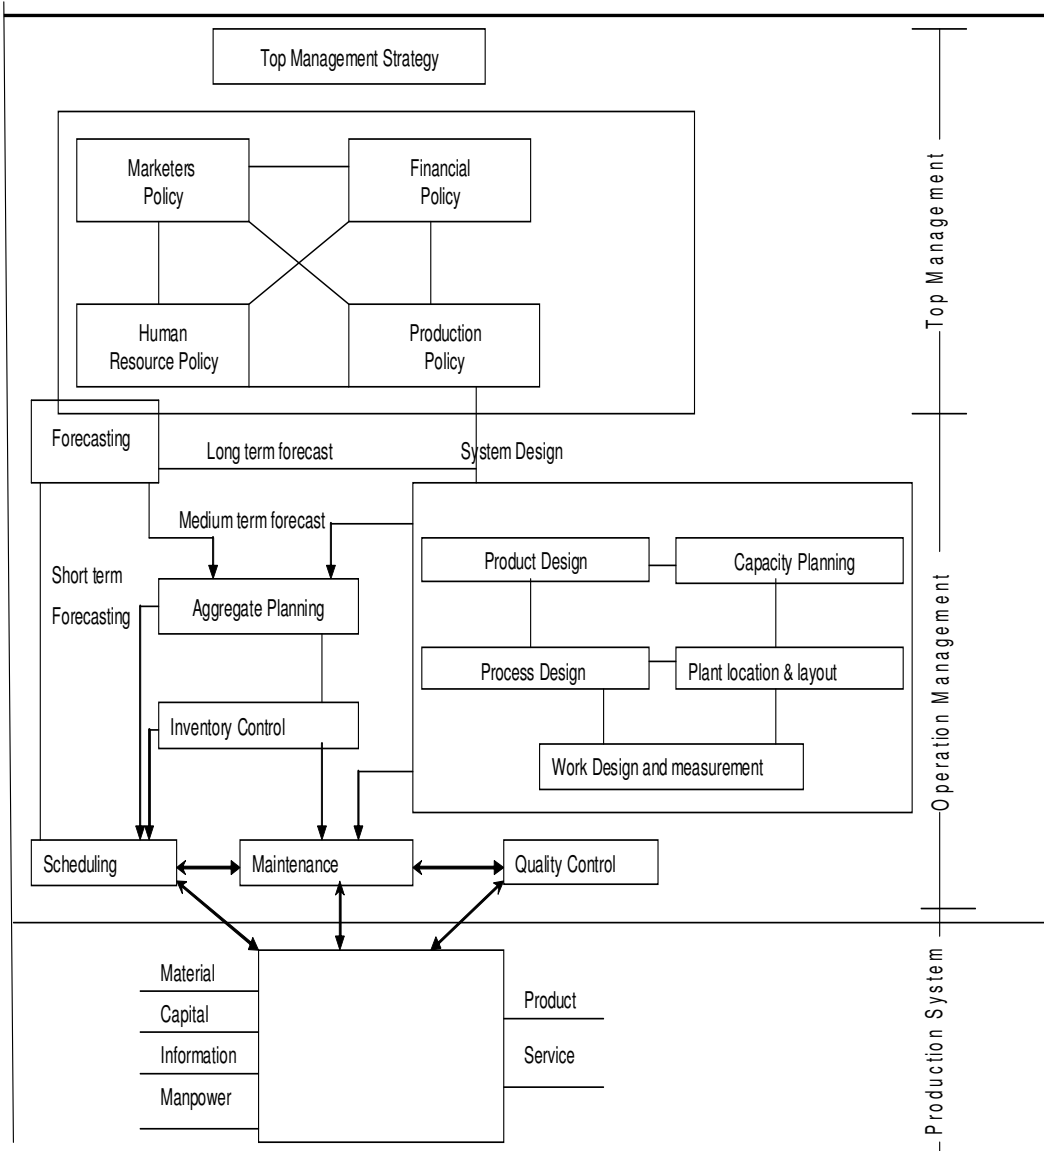 Top Management Strategy
Marketers
Policy
Financial
Policy
Human
Resource Policy
Production
Policy
Top Management
Forecasting
Long term forecast
System Design
Medium term forecast
Short term
Forecasting
Aggregate Planning
Product Design
Capacity Planning
Process Design
Plant location & layout
Inventory Control
Work Design and measurement
Operation Management
Scheduling
Maintenance
Quality Control
Material
Capital
Information
Manpower
Product
Service
Production System